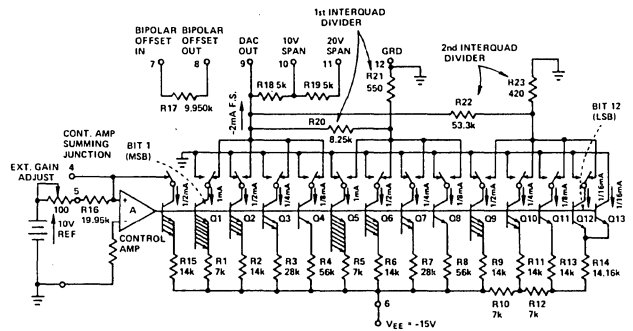 1st INTERQUAD
DIVIDER
BIPOLAR
OFFSET
IN
7
BIPOLAR
OFFSET
OUT
8
DAC
OUT
9
10V
SPAN
10
20V
SPAN
11
GRD
12
2nd INTERQUAD
DIVIDER
R17 9.950k
R18 5k
R19 5k
R21
550
R23
420
R22
53.3k
R20
8.25k
-2mA F.S.
BIT 12
(LSB)
BIT 1
(MSB)
CONT. AMP
SUMMING
JUNCTION
4
EXT. GAIN
ADJUST
100
5
R16
19.95k
10V
REF
A
CONTROL
AMP
1/2mA
1mA
1/2mA
1/4mA
1/8mA
1mA
1/2mA
1/4mA
1/8mA
1/2mA
1/4mA
1/8mA
1/16mA
1/16mA
Q1
Q2
Q3
Q4
Q5
Q6
Q7
Q8
Q9
Q10
Q11
Q12
Q13
R15
14k
R1
7k
R2
14k
R3
28k
R4
56k
R5
7k
R6
14k
R7
28k
R8
56k
R9
14k
R11
14k
R13
14k
R14
14.16k
R10
7k
R12
7k
6
VEE = -15V